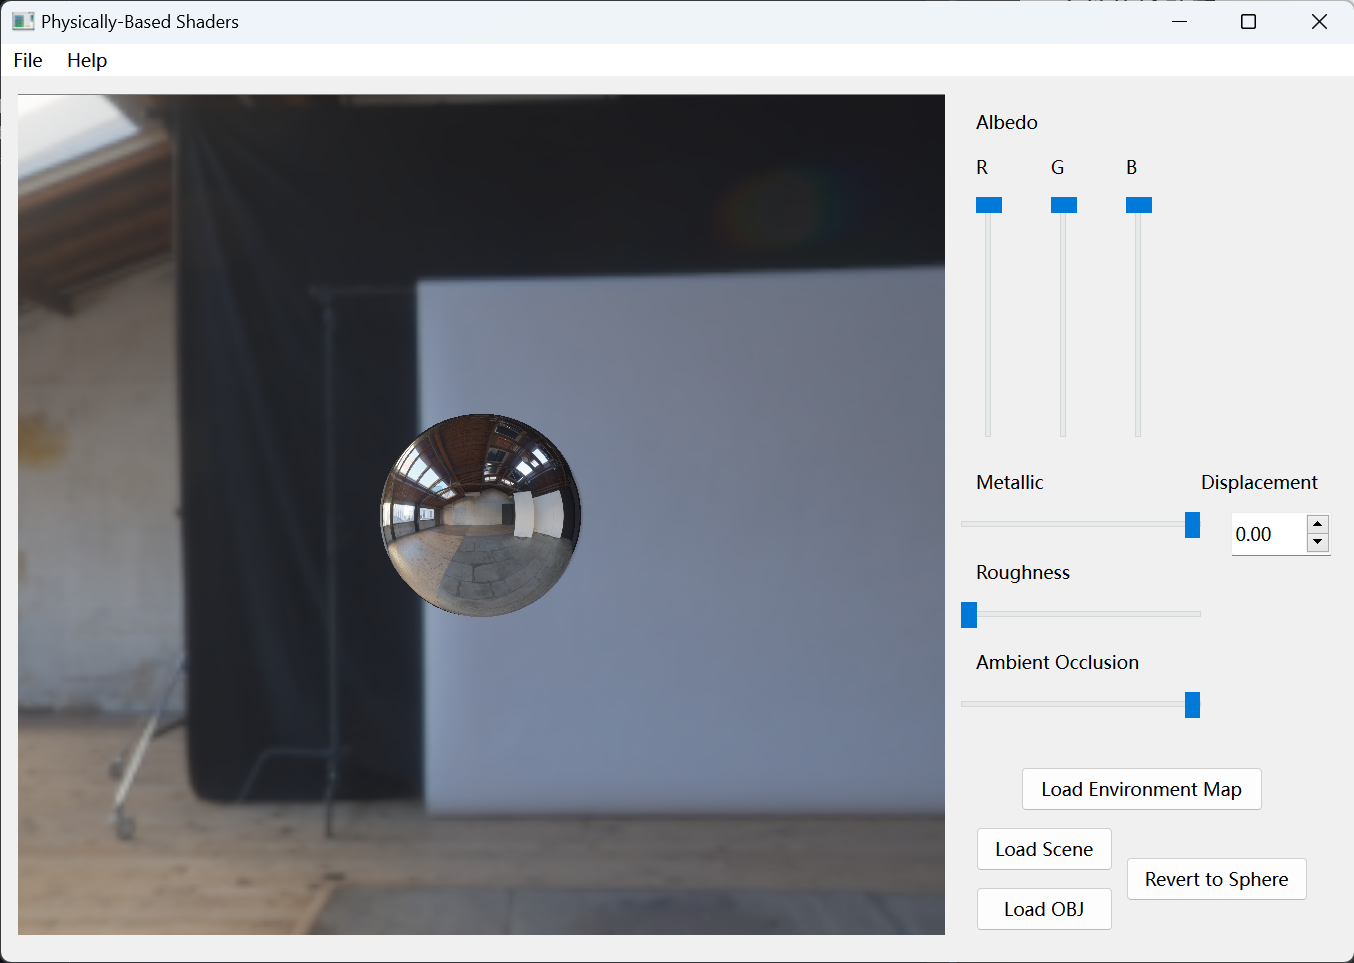 Physically-Based Shaders
File Help
Albedo
R G B
Metallic Displacement
0.00
Roughness
Ambient Occlusion
Load Environment Map
Load Scene
Revert to Sphere
Load OBJ